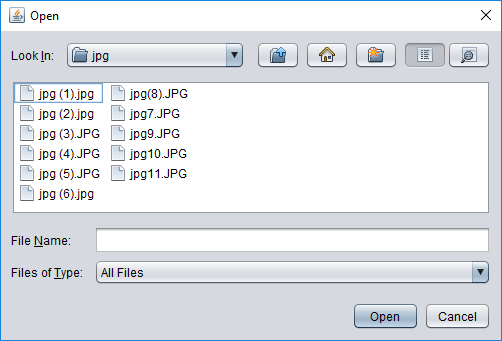 Open
Look In: jpg
jpg (1).jpg
jpg (2).jpg
jpg (3).JPG
jpg (4).JPG
jpg (5).JPG
jpg (6).jpg
jpg(8).JPG
jpg7.JPG
jpg9.JPG
jpg10.JPG
jpg11.JPG
File Name:
Files of Type: All Files
Open Cancel